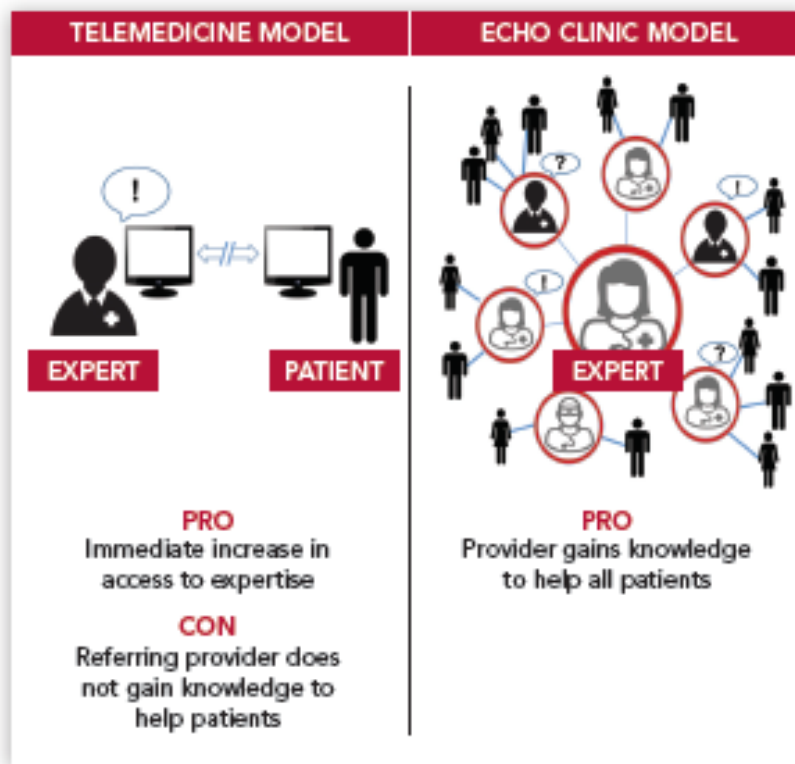 TELEMEDICINE MODEL
!
EXPERT
PATIENT
PRO
Immediate increase in
access to expertise
CON
Referring provider does
not gain knowledge to
help patients
ECHO CLINIC MODEL
?
!
!
?
EXPERT
PRO
Provider gains knowledge
to help all patients